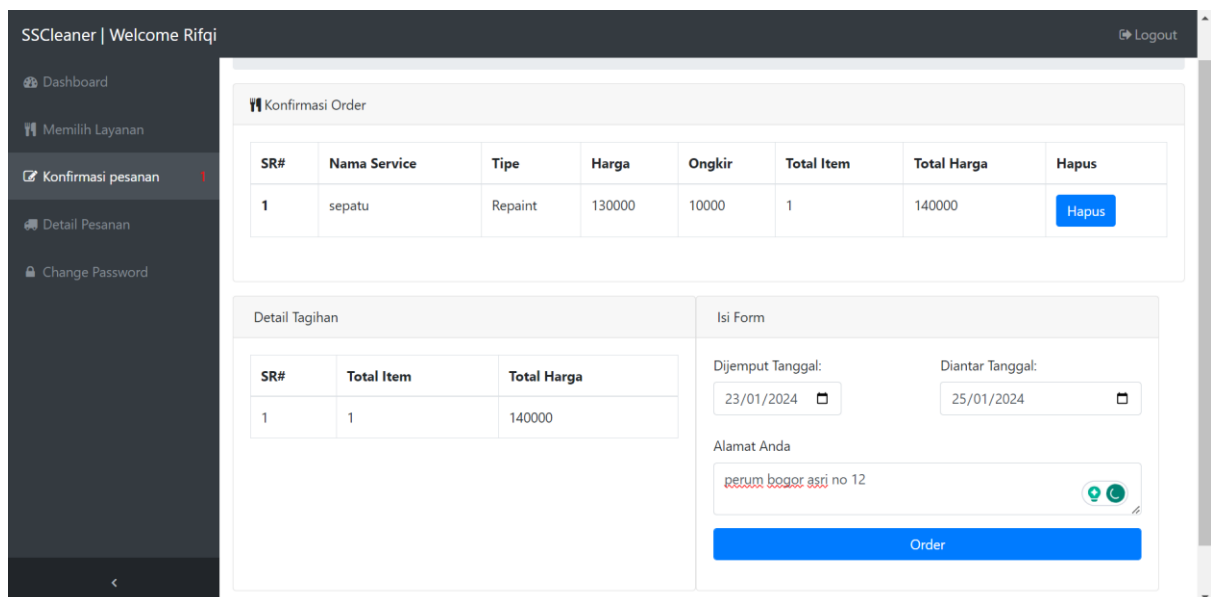 SSCleaner | Welcome Rifqi
Logout
Dashboard
Memilih Layanan
Konfirmasi pesanan 1
Detail Pesanan
Change Password
Konfirmasi Order
SR# Nama Service Tipe Harga Ongkir Total Item Total Harga Hapus
1 sepatu Repaint 130000 10000 1 140000 Hapus
Detail Tagihan
SR# Total Item Total Harga
1 1 140000
Isi Form
Dijemput Tanggal: Diantar Tanggal:
23/01/2024 25/01/2024
Alamat Anda
perum bogor asri no 12
Order